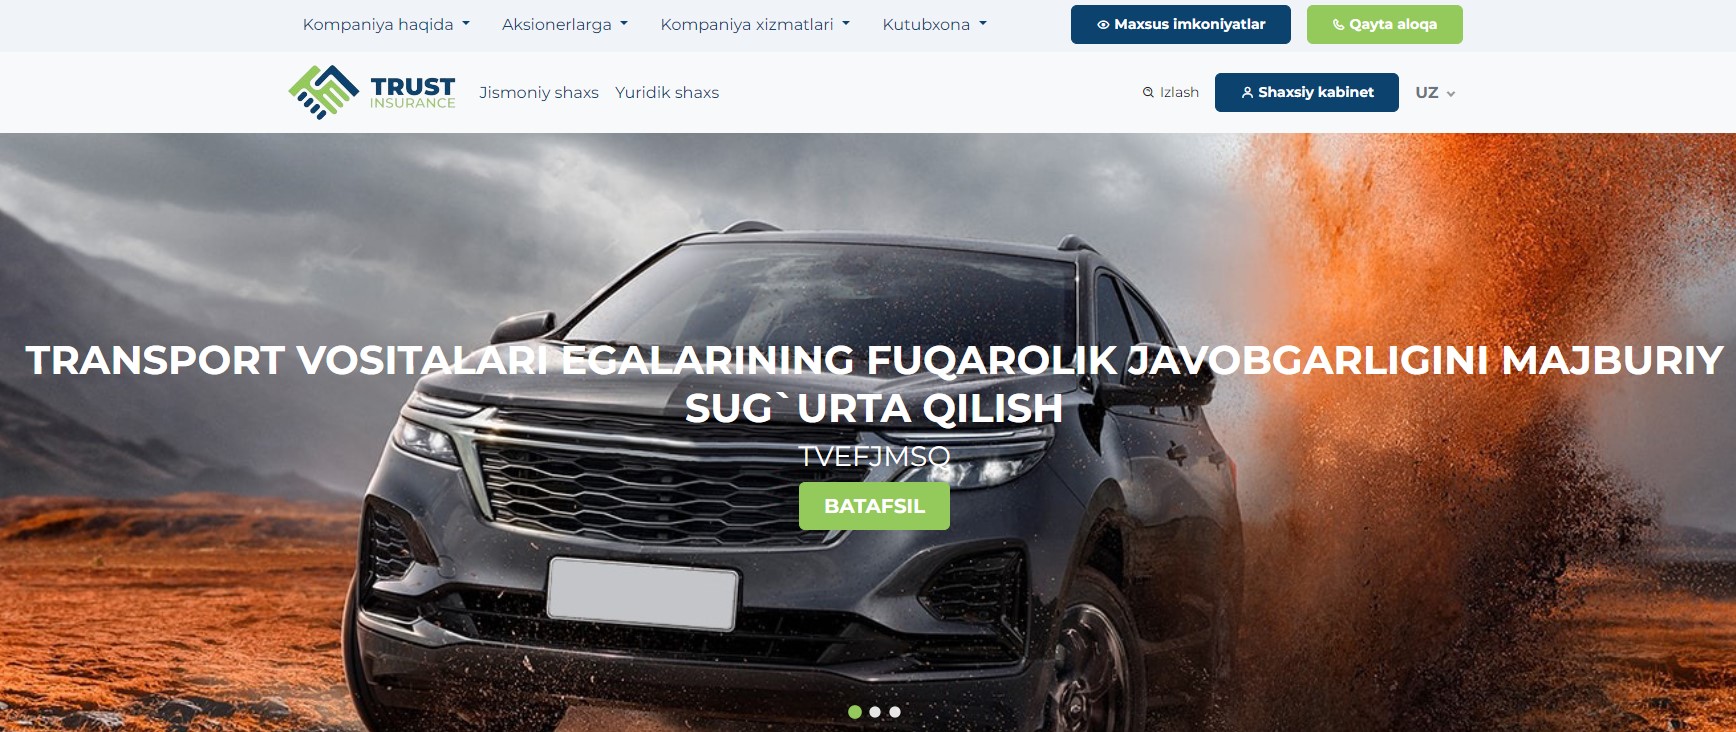 Kompaniya haqida Aksionerlarga Kompaniya xizmatlari Kutubxona Maxsus imkoniyatlar Qayta aloqa
TRUST
INSURANCE
Jismoniy shaxs Yuridik shaxs Izlash Shaxsiy kabinet UZ
TRANSPORT VOSITALARI EGALARINING FUQAROLIK JAVOBGARLIGINI MAJBURIY
SUG`URTA QILISH
TVEFJMSQ
BATAFSIL